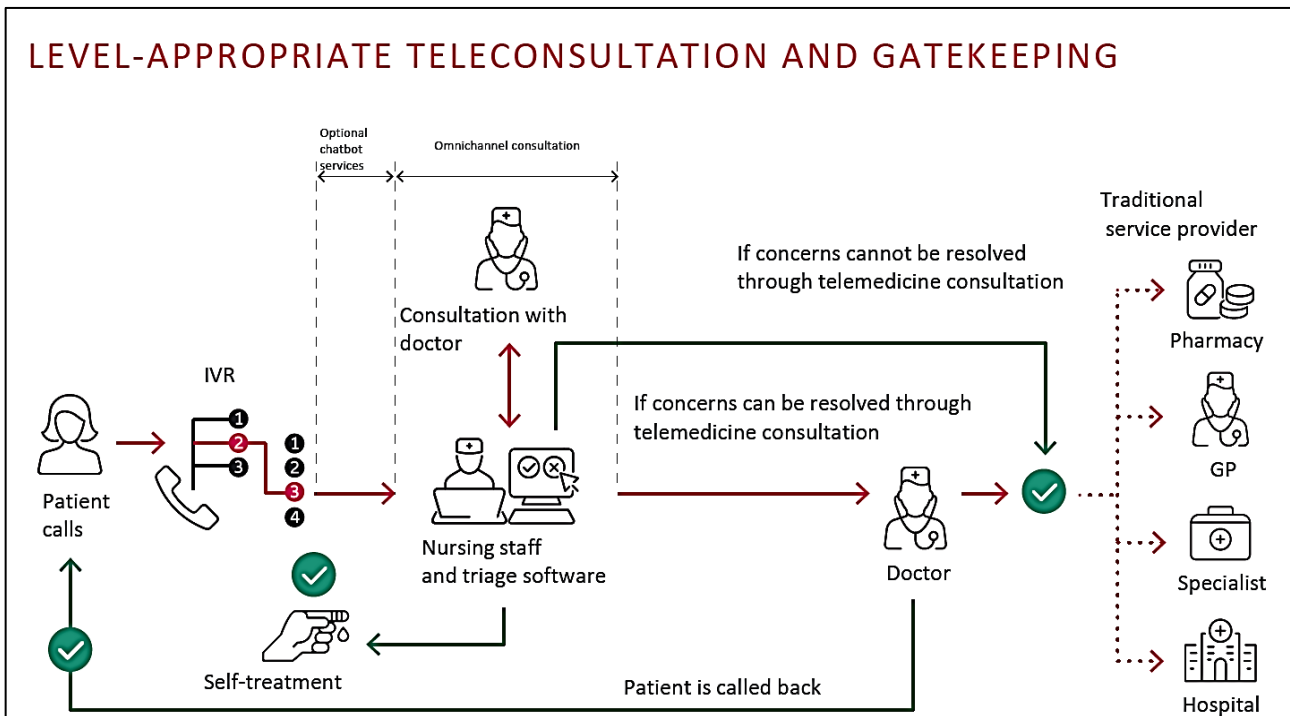 LEVEL-APPROPRIATE TELECONSULTATION AND GATEKEEPING
Optional
chatbot
services
Omnichannel consultation
Traditional
service provider
If concerns cannot be resolved
through telemedicine consultation
Consultation with
doctor
Pharmacy
IVR
1
2
3
1
2
3
4
If concerns can be resolved through
telemedicine consultation
GP
Patient
calls
Nursing staff
and triage software
Doctor
Specialist
Self-treatment
Patient is called back
Hospital